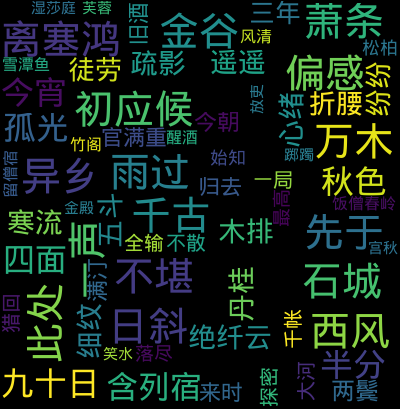 湿莎庭
芙蓉
旧酒
三年
萧条
离塞鸿
金谷
风清
松柏
雪潭鱼
徒劳
疏影
遥遥
偏感
纷纷
今宵
初应候
放吏
心绪
折腰
孤光
官满重
醒酒
今朝
万木
竹阁
踯躅
留僧宿
异乡
雨过
始知
归去
一局
秋色
最高
饭僧春岭
金殿
五斗
千古
寒流
一声
全输
不散
木排
先于
宫秋
四面
满汀
不堪
丹桂
石城
猎回
此处
细纹
日斜
绝纤云
千帐
西风
笑水
落尽
半分
九十日
含列宿
来时
探密
大河
两鬓